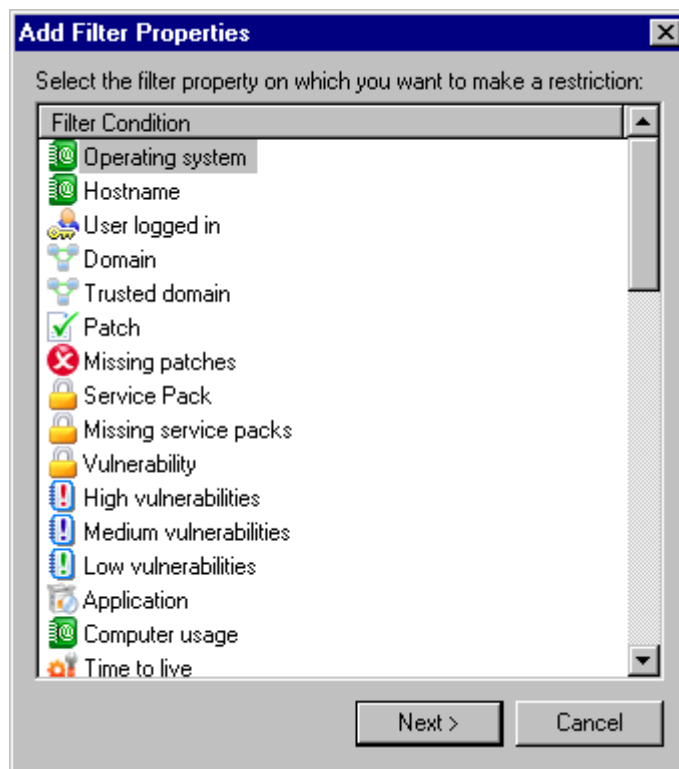 Add Filter Properties
Select the filter property on which you want to make a restriction:
Filter Condition
Operating system
Hostname
User logged in
Domain
Trusted domain
Patch
Missing patches
Service Pack
Missing service packs
Vulnerability
High vulnerabilities
Medium vulnerabilities
Low vulnerabilities
Application
Computer usage
Time to live
Next >
Cancel